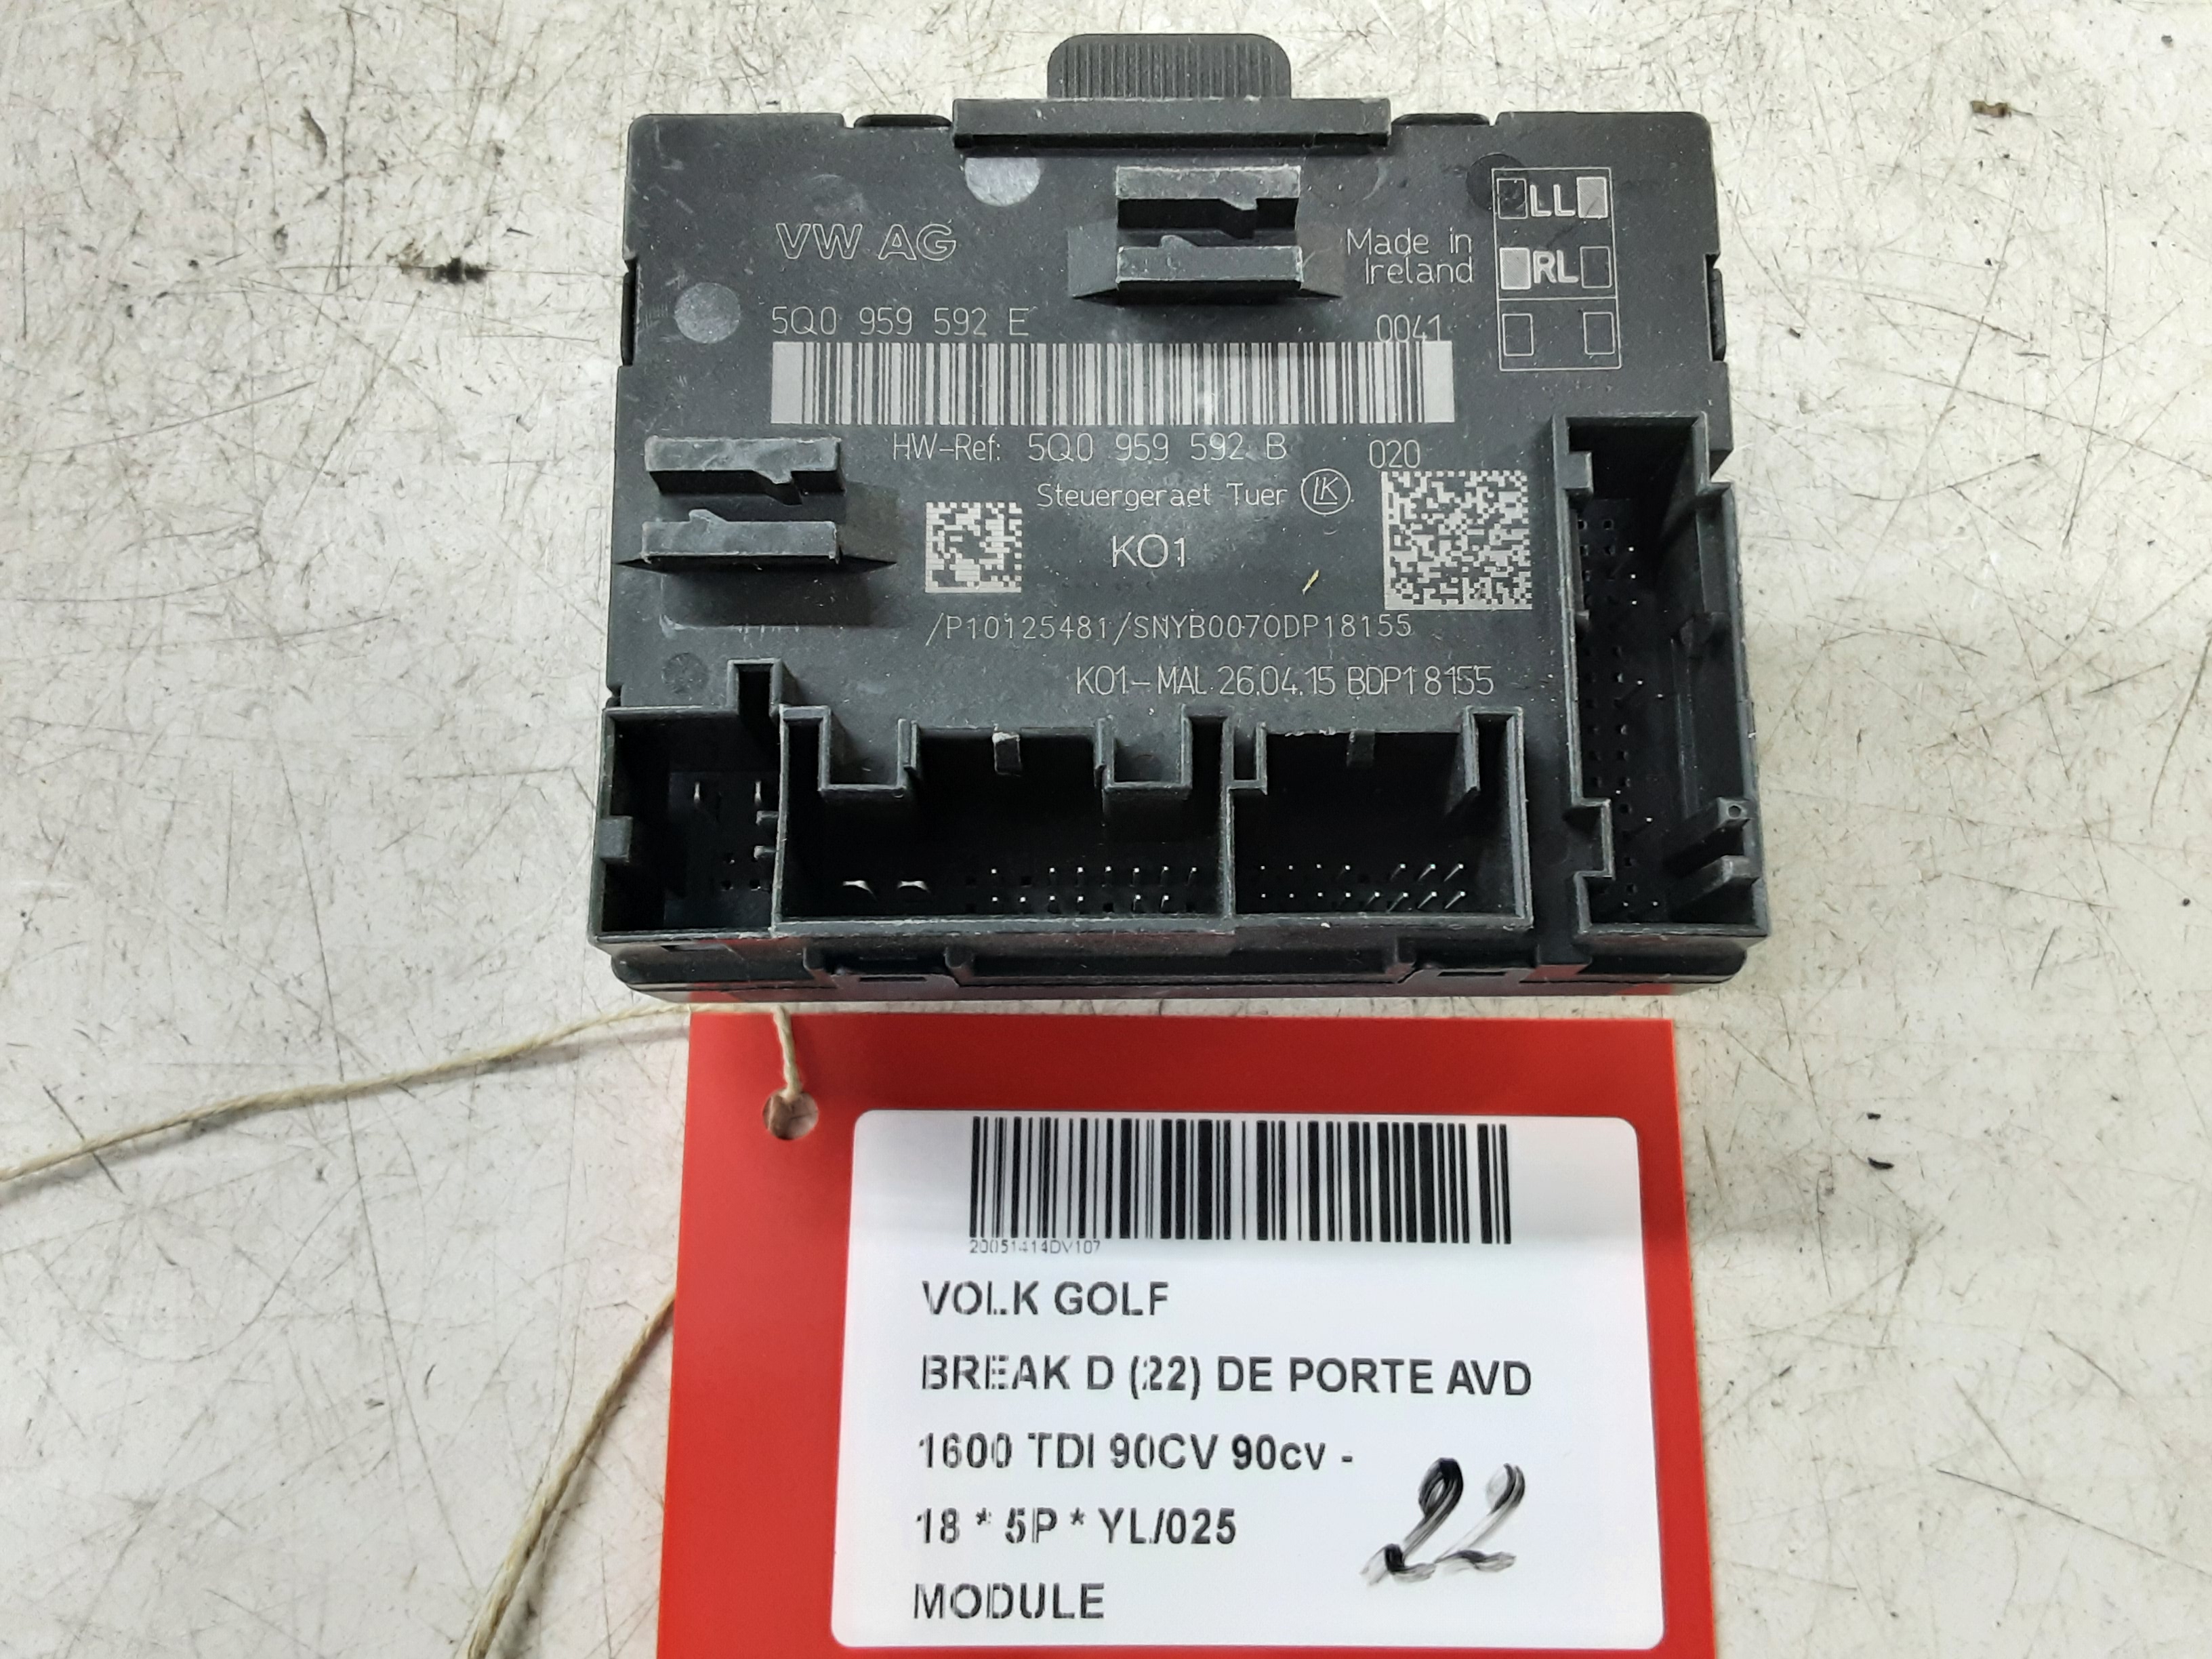 VW AG
Made in
Ireland
LL
RL
5Q0 959 592 E
0041
HW-Ref: 5Q0 959 592 B
020
Steuergeraet Tuer LK
KO1
/P10125481/SNYB0070DP18155
KO1-MAL 26.04.15 BDP18155
20051414DV107
VOLK GOLF
BREAK D (22) DE PORTE AVD
1600 TDI 90CV 90cv -
18 * 5P * YL/025
22
MODULE